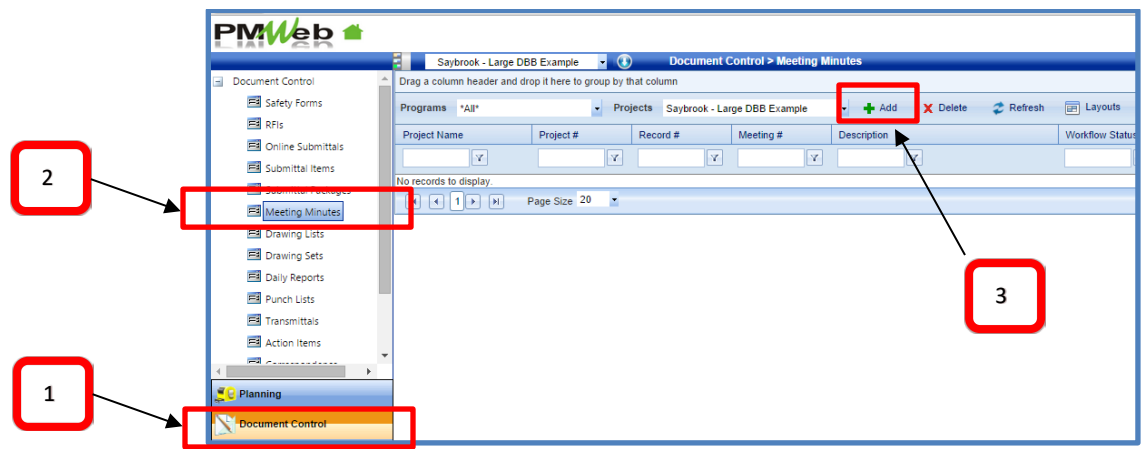 PMWeb
Saybrook - Large DBB Example
Document Control > Meeting Minutes
Document Control
Safety Forms
RFIs
Online Submittals
Submittal Items
Submittal Packages
Meeting Minutes
Drawing Lists
Drawing Sets
Daily Reports
Punch Lists
Transmittals
Action Items
Correspondence
Planning
Document Control
Drag a column header and drop it here to group by that column
Programs *All* Projects Saybrook - Large DBB Example Add Delete Refresh Layouts
Project Name Project # Record # Meeting # Description Workflow Status
No records to display.
1 Page Size 20
2
1
3